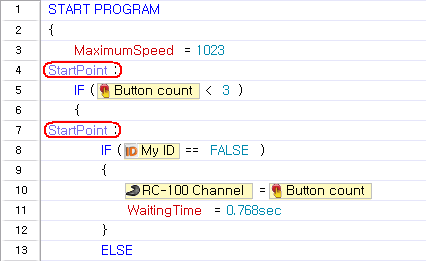 1 START PROGRAM
2 {
3 MaximumSpeed = 1023
4 StartPoint :
5 IF ( Button count < 3 )
6 {
7 StartPoint :
8 IF ( ID My ID == FALSE )
9 {
10 RC-100 Channel = Button count
11 WaitingTime = 0.768sec
12 }
13 ELSE